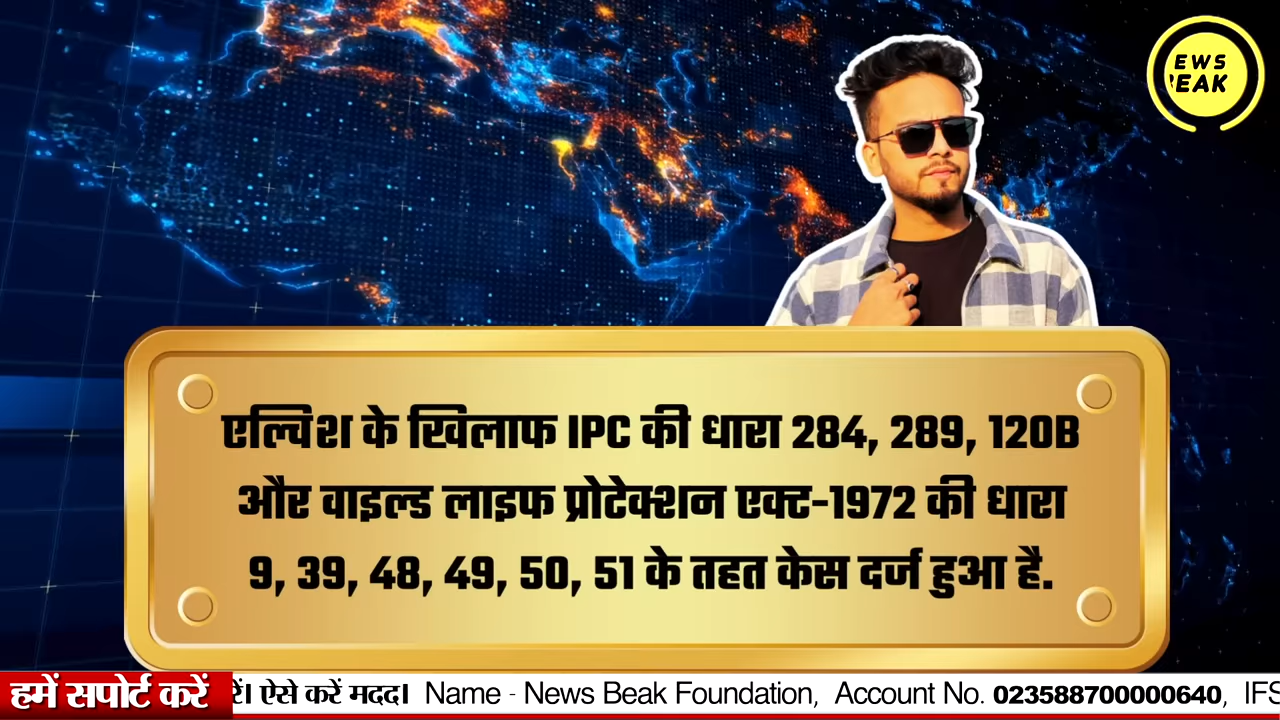 EWS
EAK
एल्विश के खिलाफ IPC की धारा 284, 289, 120B
और वाइल्ड लाइफ प्रोटेक्शन एक्ट-1972 की धारा
9, 39, 48, 49, 50, 51 के तहत केस दर्ज हुआ है.
हमें सपोर्ट करें
रें। ऐसे करें मदद। Name - News Beak Foundation, Account No. 023588700000640, IFS